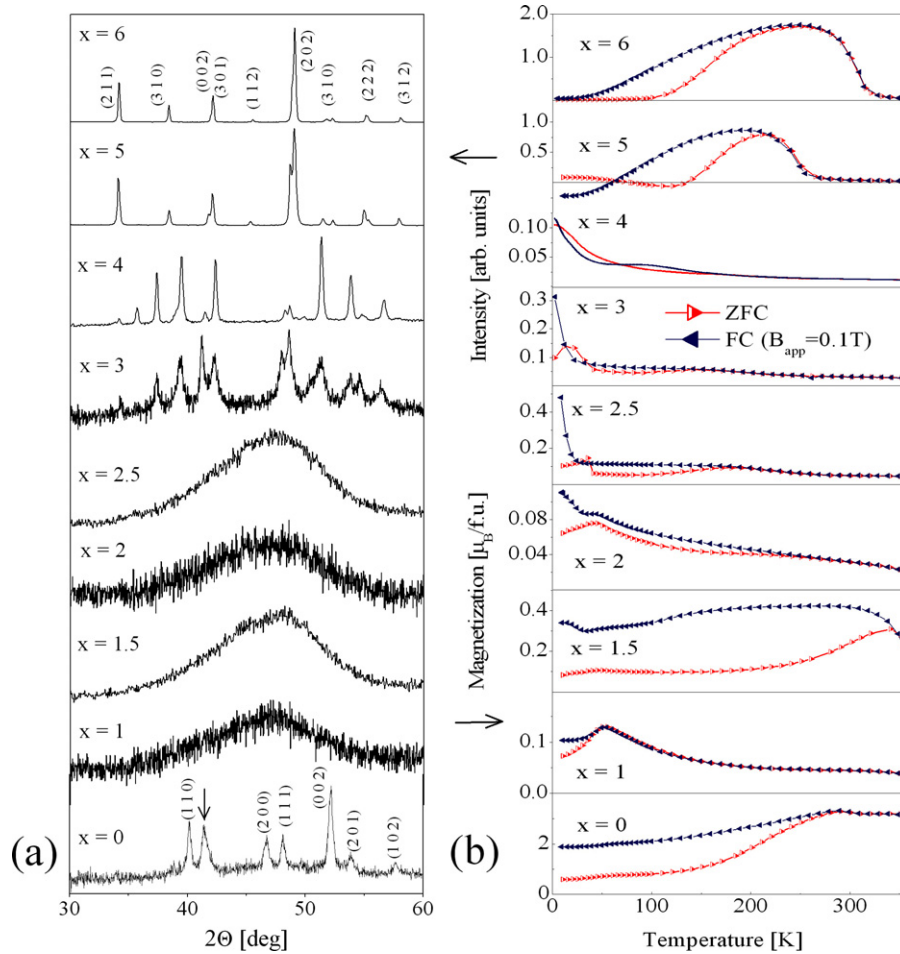 x = 6
(2 1 1)
(3 1 0)
(0 0 2)
(3 0 1)
(1 1 2)
(2 0 2)
(3 1 0)
(2 2 2)
(3 1 2)
x = 5
x = 4
x = 3
x = 2.5
x = 2
x = 1.5
x = 1
x = 0
(1 1 0)
(2 0 0)
(1 1 1)
(0 0 2)
(2 0 1)
(1 0 2)
(a)
30 40 50 60
2Θ [deg]
Intensity [arb. units]
Magnetization [μB/f.u.]
(b)
2.0
x = 6
1.0
1.0
x = 5
0.5
x = 4
0.10
0.05
0.3
x = 3
ZFC
FC (Bapp=0.1T)
0.1
0.4
x = 2.5
0.2
0.08
0.04
x = 2
0.4
0.2
x = 1.5
0.1
x = 1
0.0
x = 0
2
0
0 100 200 300
Temperature [K]